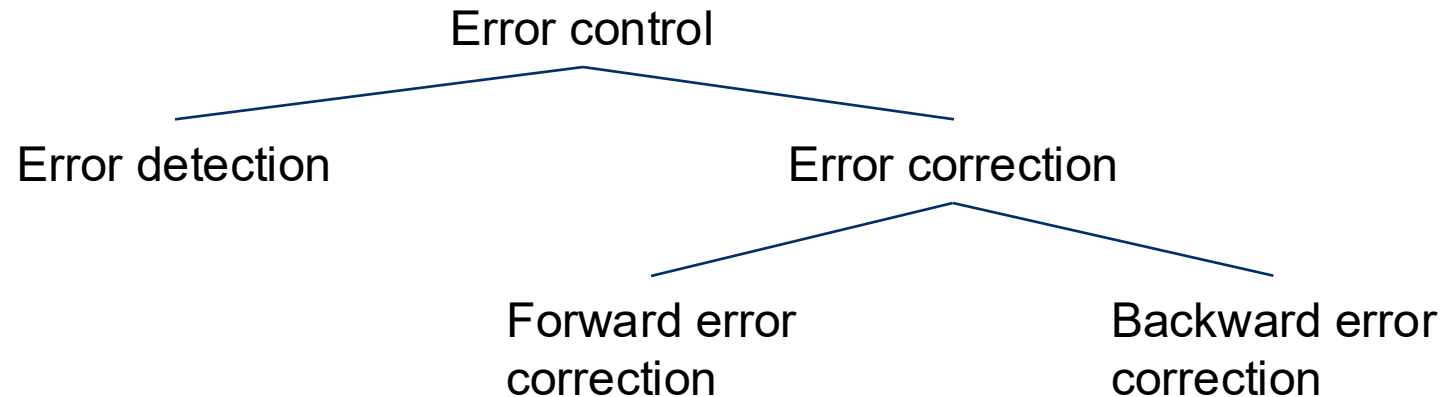 Error control
Error detection
Error correction
Forward error
correction
Backward error
correction